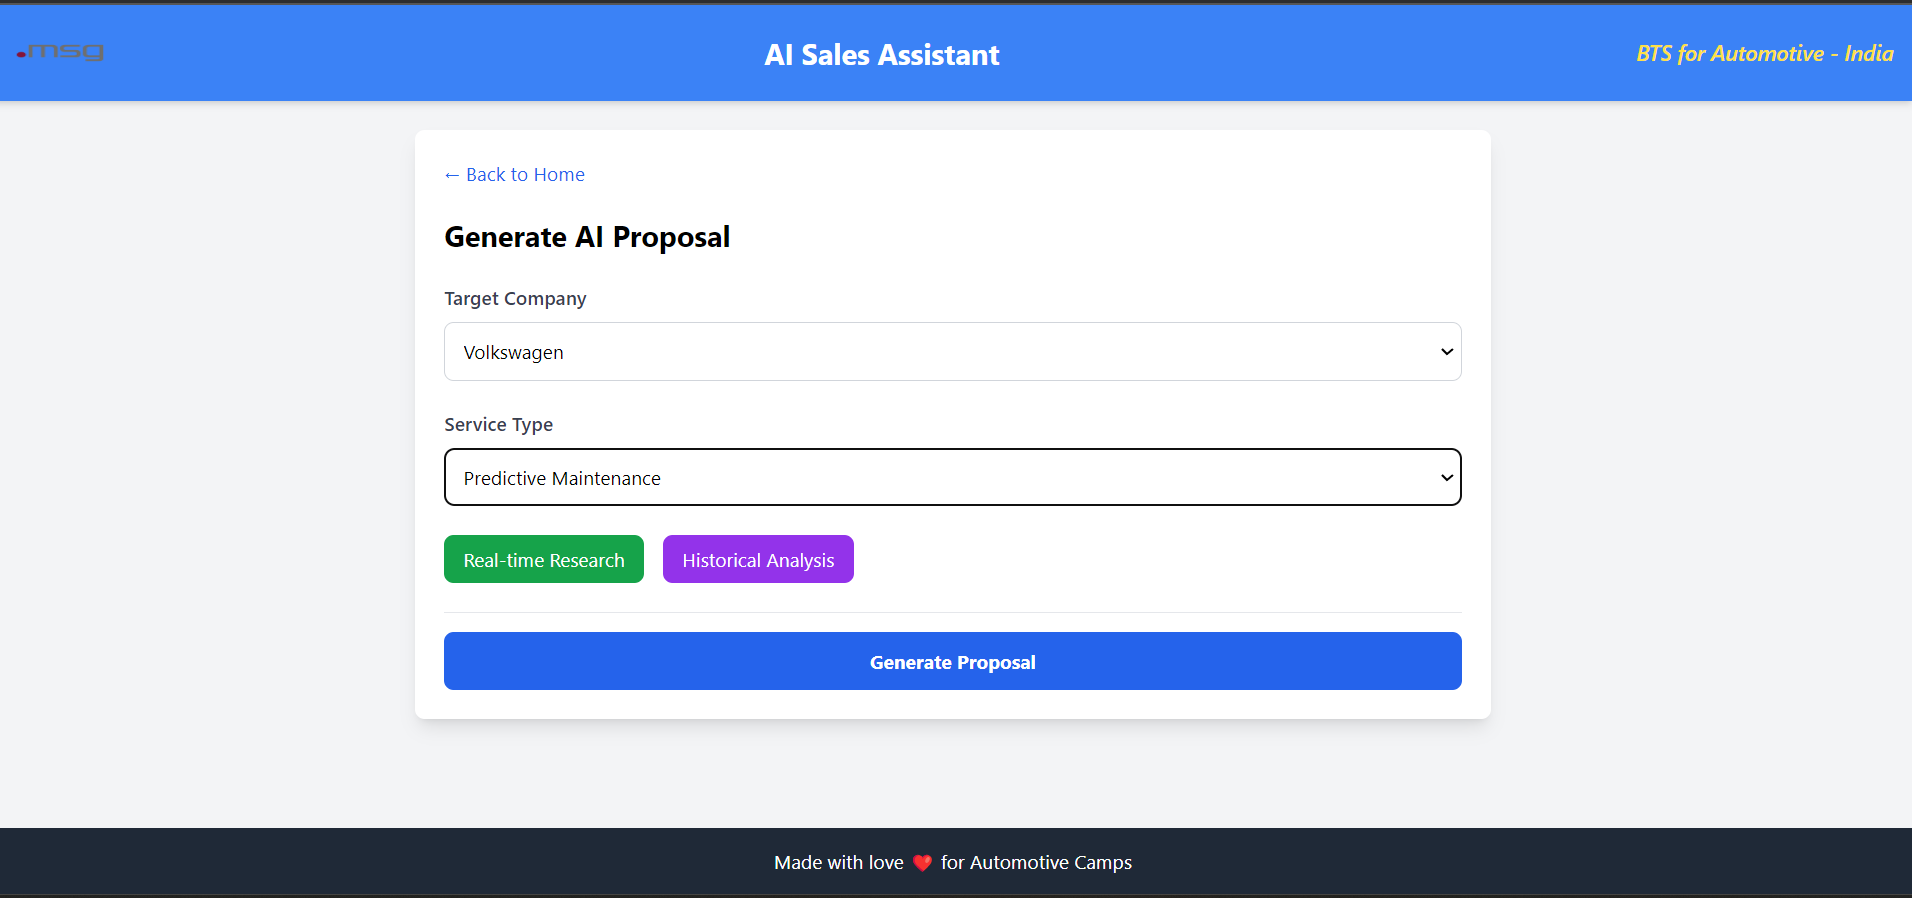 .msg
AI Sales Assistant
BTS for Automotive - India
← Back to Home
Generate AI Proposal
Target Company
Volkswagen
Service Type
Predictive Maintenance
Real-time Research
Historical Analysis
Generate Proposal
Made with love ❤️ for Automotive Camps